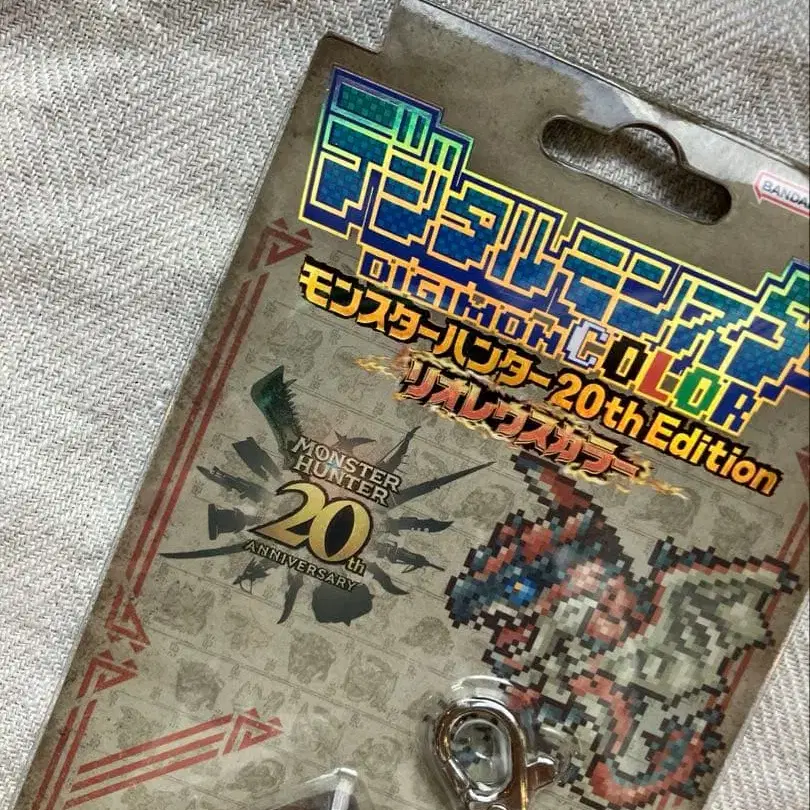 BANDAI
デジタルモンスター
DIGIMON COLOR
モンスターハンター20th Edition
リオレウスカラー
MONSTER
HUNTER
20th
ANNIVERSARY